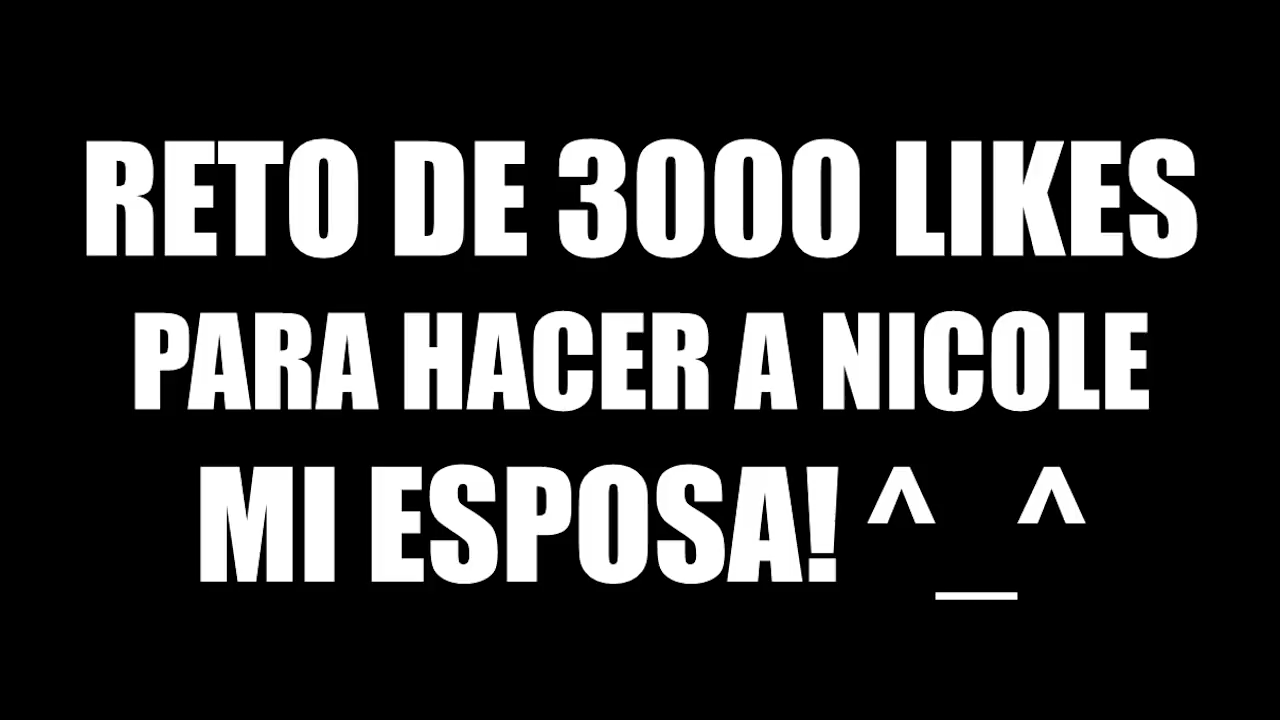 RETO DE 3000 LIKES
PARA HACER A NICOLE
MI ESPOSA! ^_^